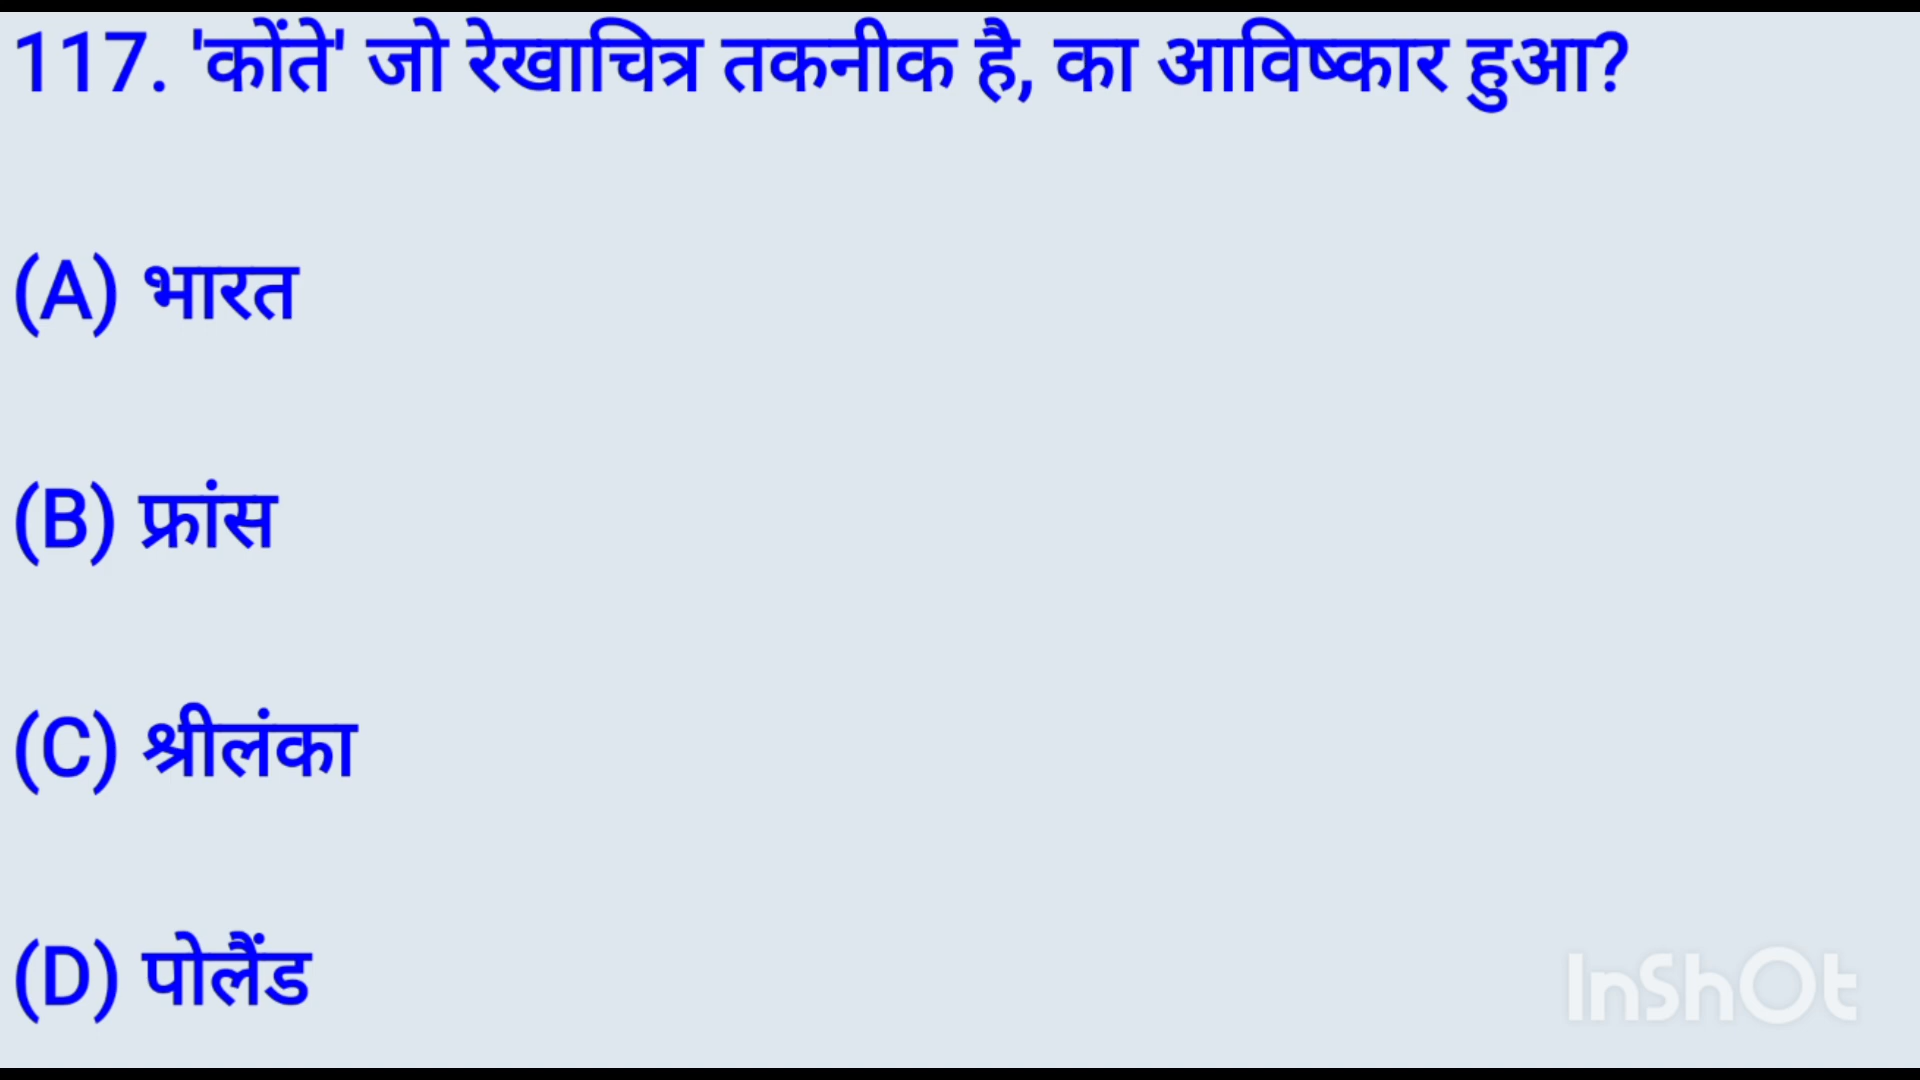 117. 'कोंते' जो रेखाचित्र तकनीक है, का आविष्कार हुआ?
(A) भारत
(B) फ्रांस
(C) श्रीलंका
(D) पोलैंड
InShOt